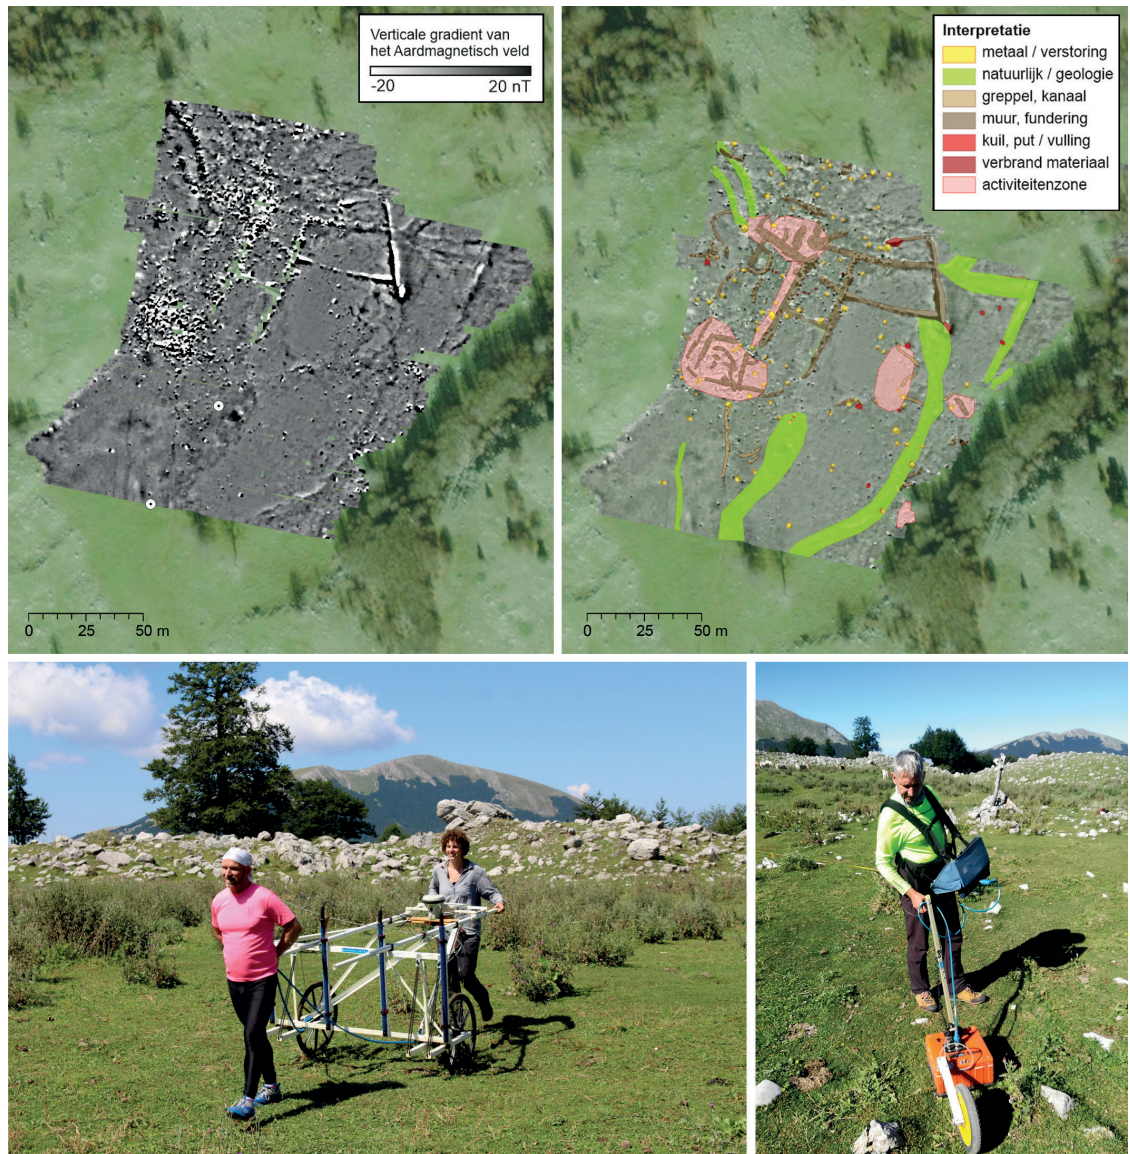 Verticale gradient van
het Aardmagnetisch veld
-20 20 nT
0 25 50 m
Interpretatie
metaal / verstoring
natuurlijk / geologie
greppel, kanaal
muur, fundering
kuil, put / vulling
verbrand materiaal
activiteitenzone
0 25 50 m